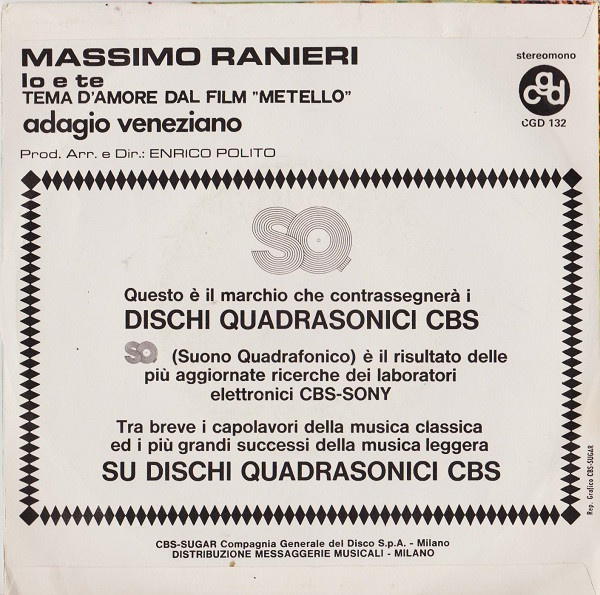 MASSIMO RANIERI
Io e te
TEMA D'AMORE DAL FILM "METELLO"
adagio veneziano
Prod. Arr. e Dir.: ENRICO POLITO
stereomono
cgd
CGD 132
SQ
Questo è il marchio che contrassegnerà i
DISCHI QUADRASONICI CBS
SQ (Suono Quadrafonico) è il risultato delle
più aggiornate ricerche dei laboratori
elettronici CBS-SONY
Tra breve i capolavori della musica classica
ed i più grandi successi della musica leggera
SU DISCHI QUADRASONICI CBS
Rep. Grafico CBS-SUGAR
CBS-SUGAR Compagnia Generale del Disco S.p.A. - Milano
DISTRIBUZIONE MESSAGGERIE MUSICALI - MILANO